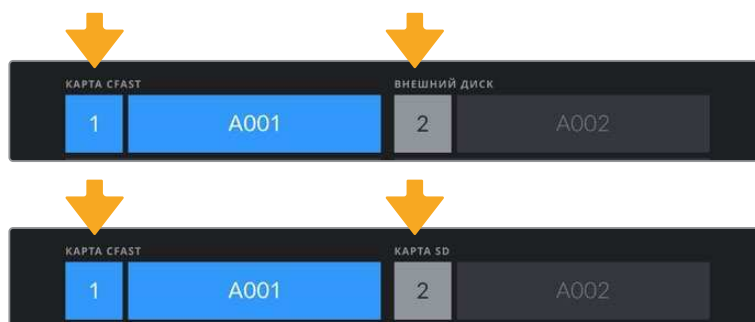 КАРТА CFAST ВНЕШНИЙ ДИСК
1 A001 2 A002
КАРТА CFAST КАРТА SD
1 A001 2 A002